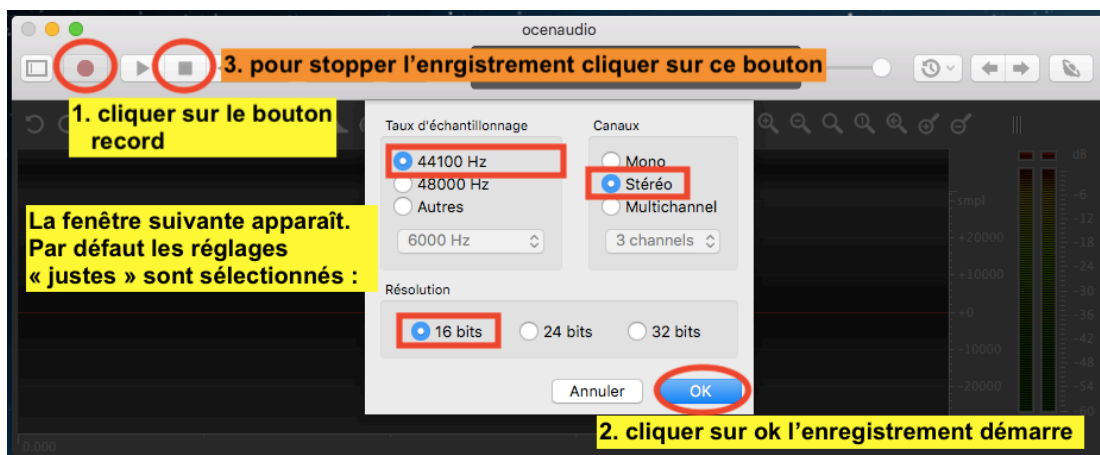 ocenaudio
3. pour stopper l’enrgistrement cliquer sur ce bouton
1. cliquer sur le bouton
record
La fenêtre suivante apparaît.
Par défaut les réglages
« justes » sont sélectionnés :
Taux d'échantillonnage
44100 Hz
48000 Hz
Autres
6000 Hz
Canaux
Mono
Stéréo
Multichannel
3 channels
Résolution
16 bits
24 bits
32 bits
Annuler
OK
2. cliquer sur ok l’enregistrement démarre
smpl
+20000
+10000
+0
-10000
-20000
dB
-6
-12
-18
-24
-30
-36
-42
-48
-54
-60
0.000